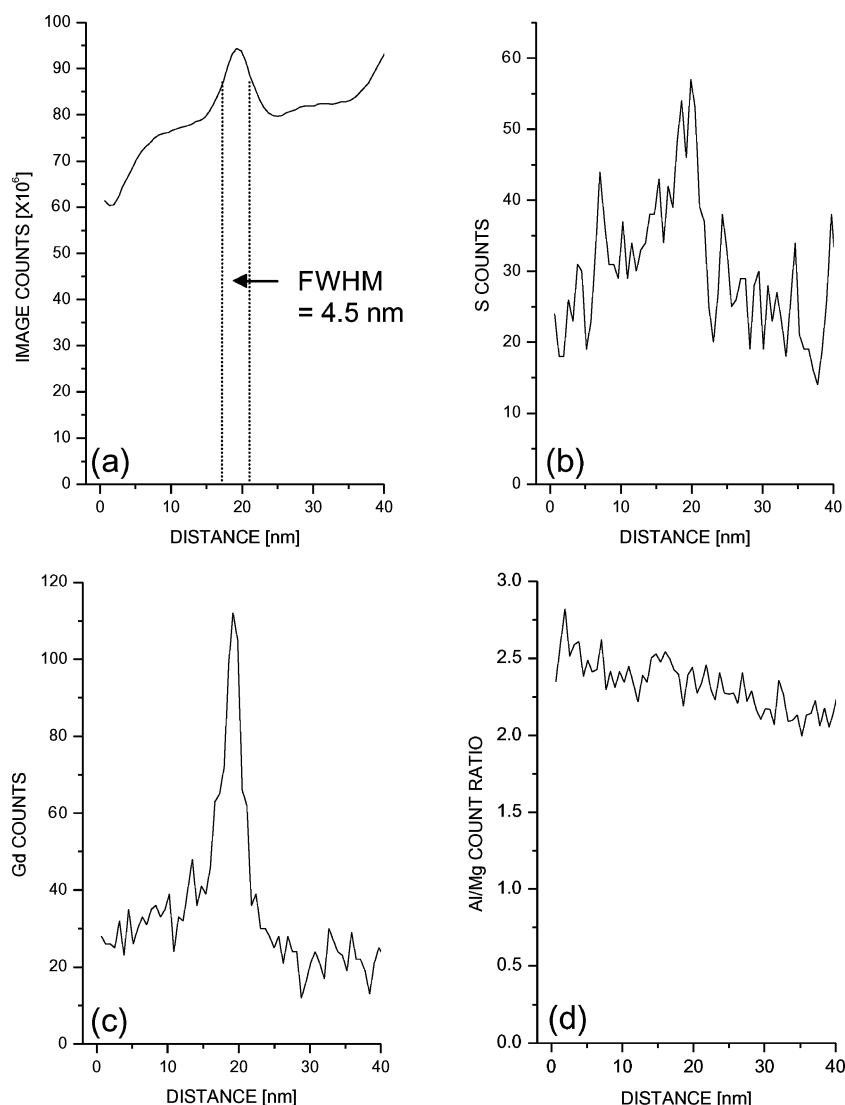 100
90
80
70
60
50
40
30
20
10
0
IMAGE COUNTS [X10⁶]
FWHM
= 4.5 nm
(a)
0 10 20 30 40
DISTANCE [nm]
60
50
40
30
20
10
0
S COUNTS
(b)
0 10 20 30 40
DISTANCE [nm]
120
100
80
60
40
20
0
Gd COUNTS
(c)
0 10 20 30 40
DISTANCE [nm]
3.0
2.5
2.0
1.5
1.0
0.5
0.0
Al/Mg COUNT RATIO
(d)
0 10 20 30 40
DISTANCE [nm]